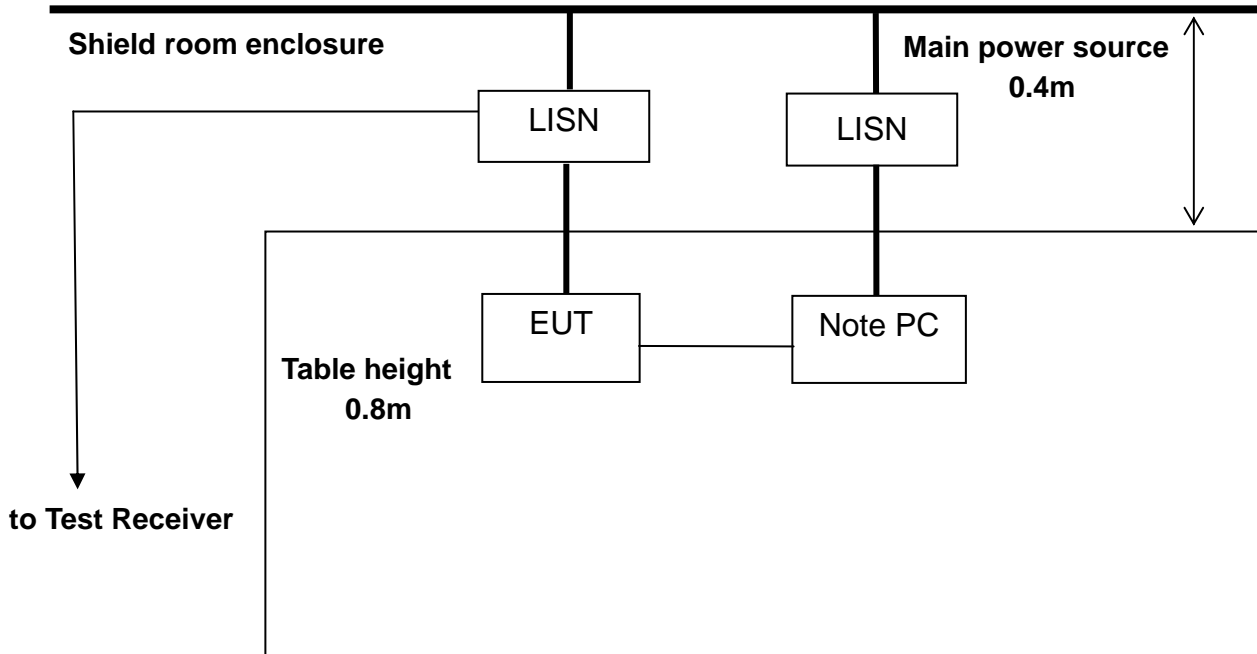 Shield room enclosure
Main power source
0.4m
LISN
LISN
EUT
Note PC
Table height
0.8m
to Test Receiver